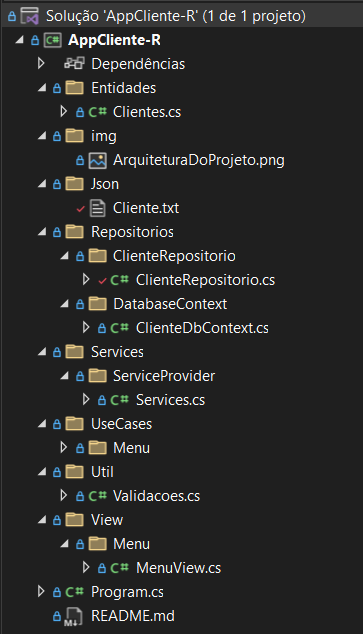 Solução 'AppCliente-R' (1 de 1 projeto)
C# AppCliente-R
Dependências
Entidades
C# Clientes.cs
img
ArquiteturaDoProjeto.png
Json
Cliente.txt
Repositorios
ClienteRepositorio
C# ClienteRepositorio.cs
DatabaseContext
C# ClienteDbContext.cs
Services
ServiceProvider
C# Services.cs
UseCases
Menu
Util
C# Validacoes.cs
View
Menu
C# MenuView.cs
C# Program.cs
M↓ README.md